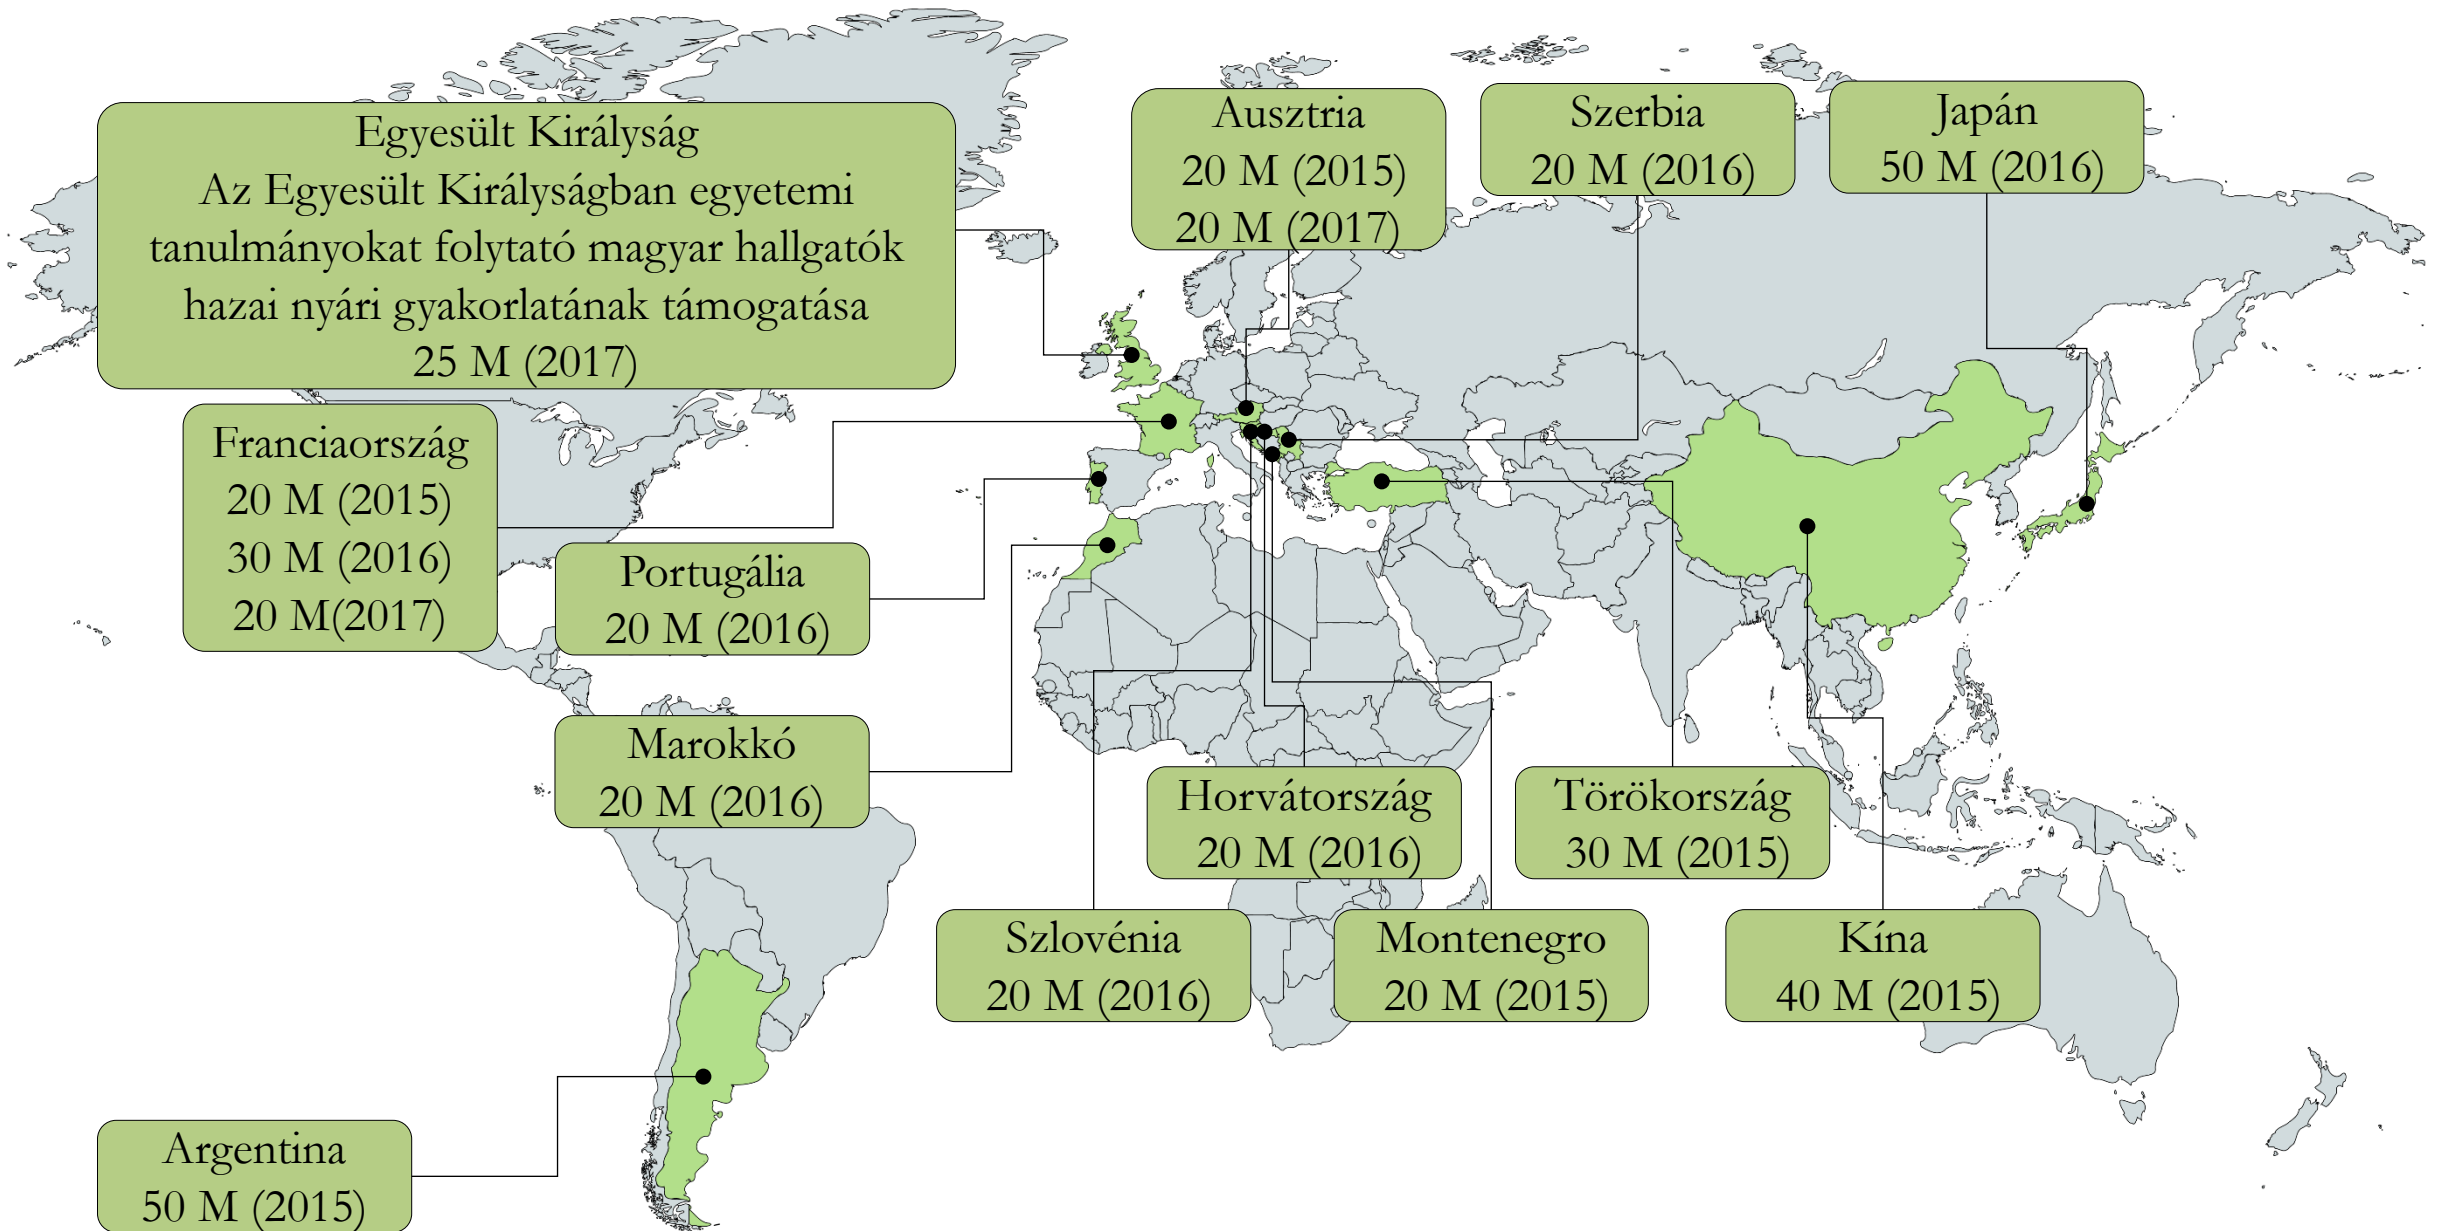 Egyesült Királyság
Az Egyesült Királyságban egyetemi
tanulmányokat folytató magyar hallgatók
hazai nyári gyakorlatának támogatása
25 M (2017)
Ausztria
20 M (2015)
20 M (2017)
Szerbia
20 M (2016)
Japán
50 M (2016)
Franciaország
20 M (2015)
30 M (2016)
20 M(2017)
Portugália
20 M (2016)
Marokkó
20 M (2016)
Horvátország
20 M (2016)
Törökország
30 M (2015)
Szlovénia
20 M (2016)
Montenegro
20 M (2015)
Kína
40 M (2015)
Argentina
50 M (2015)